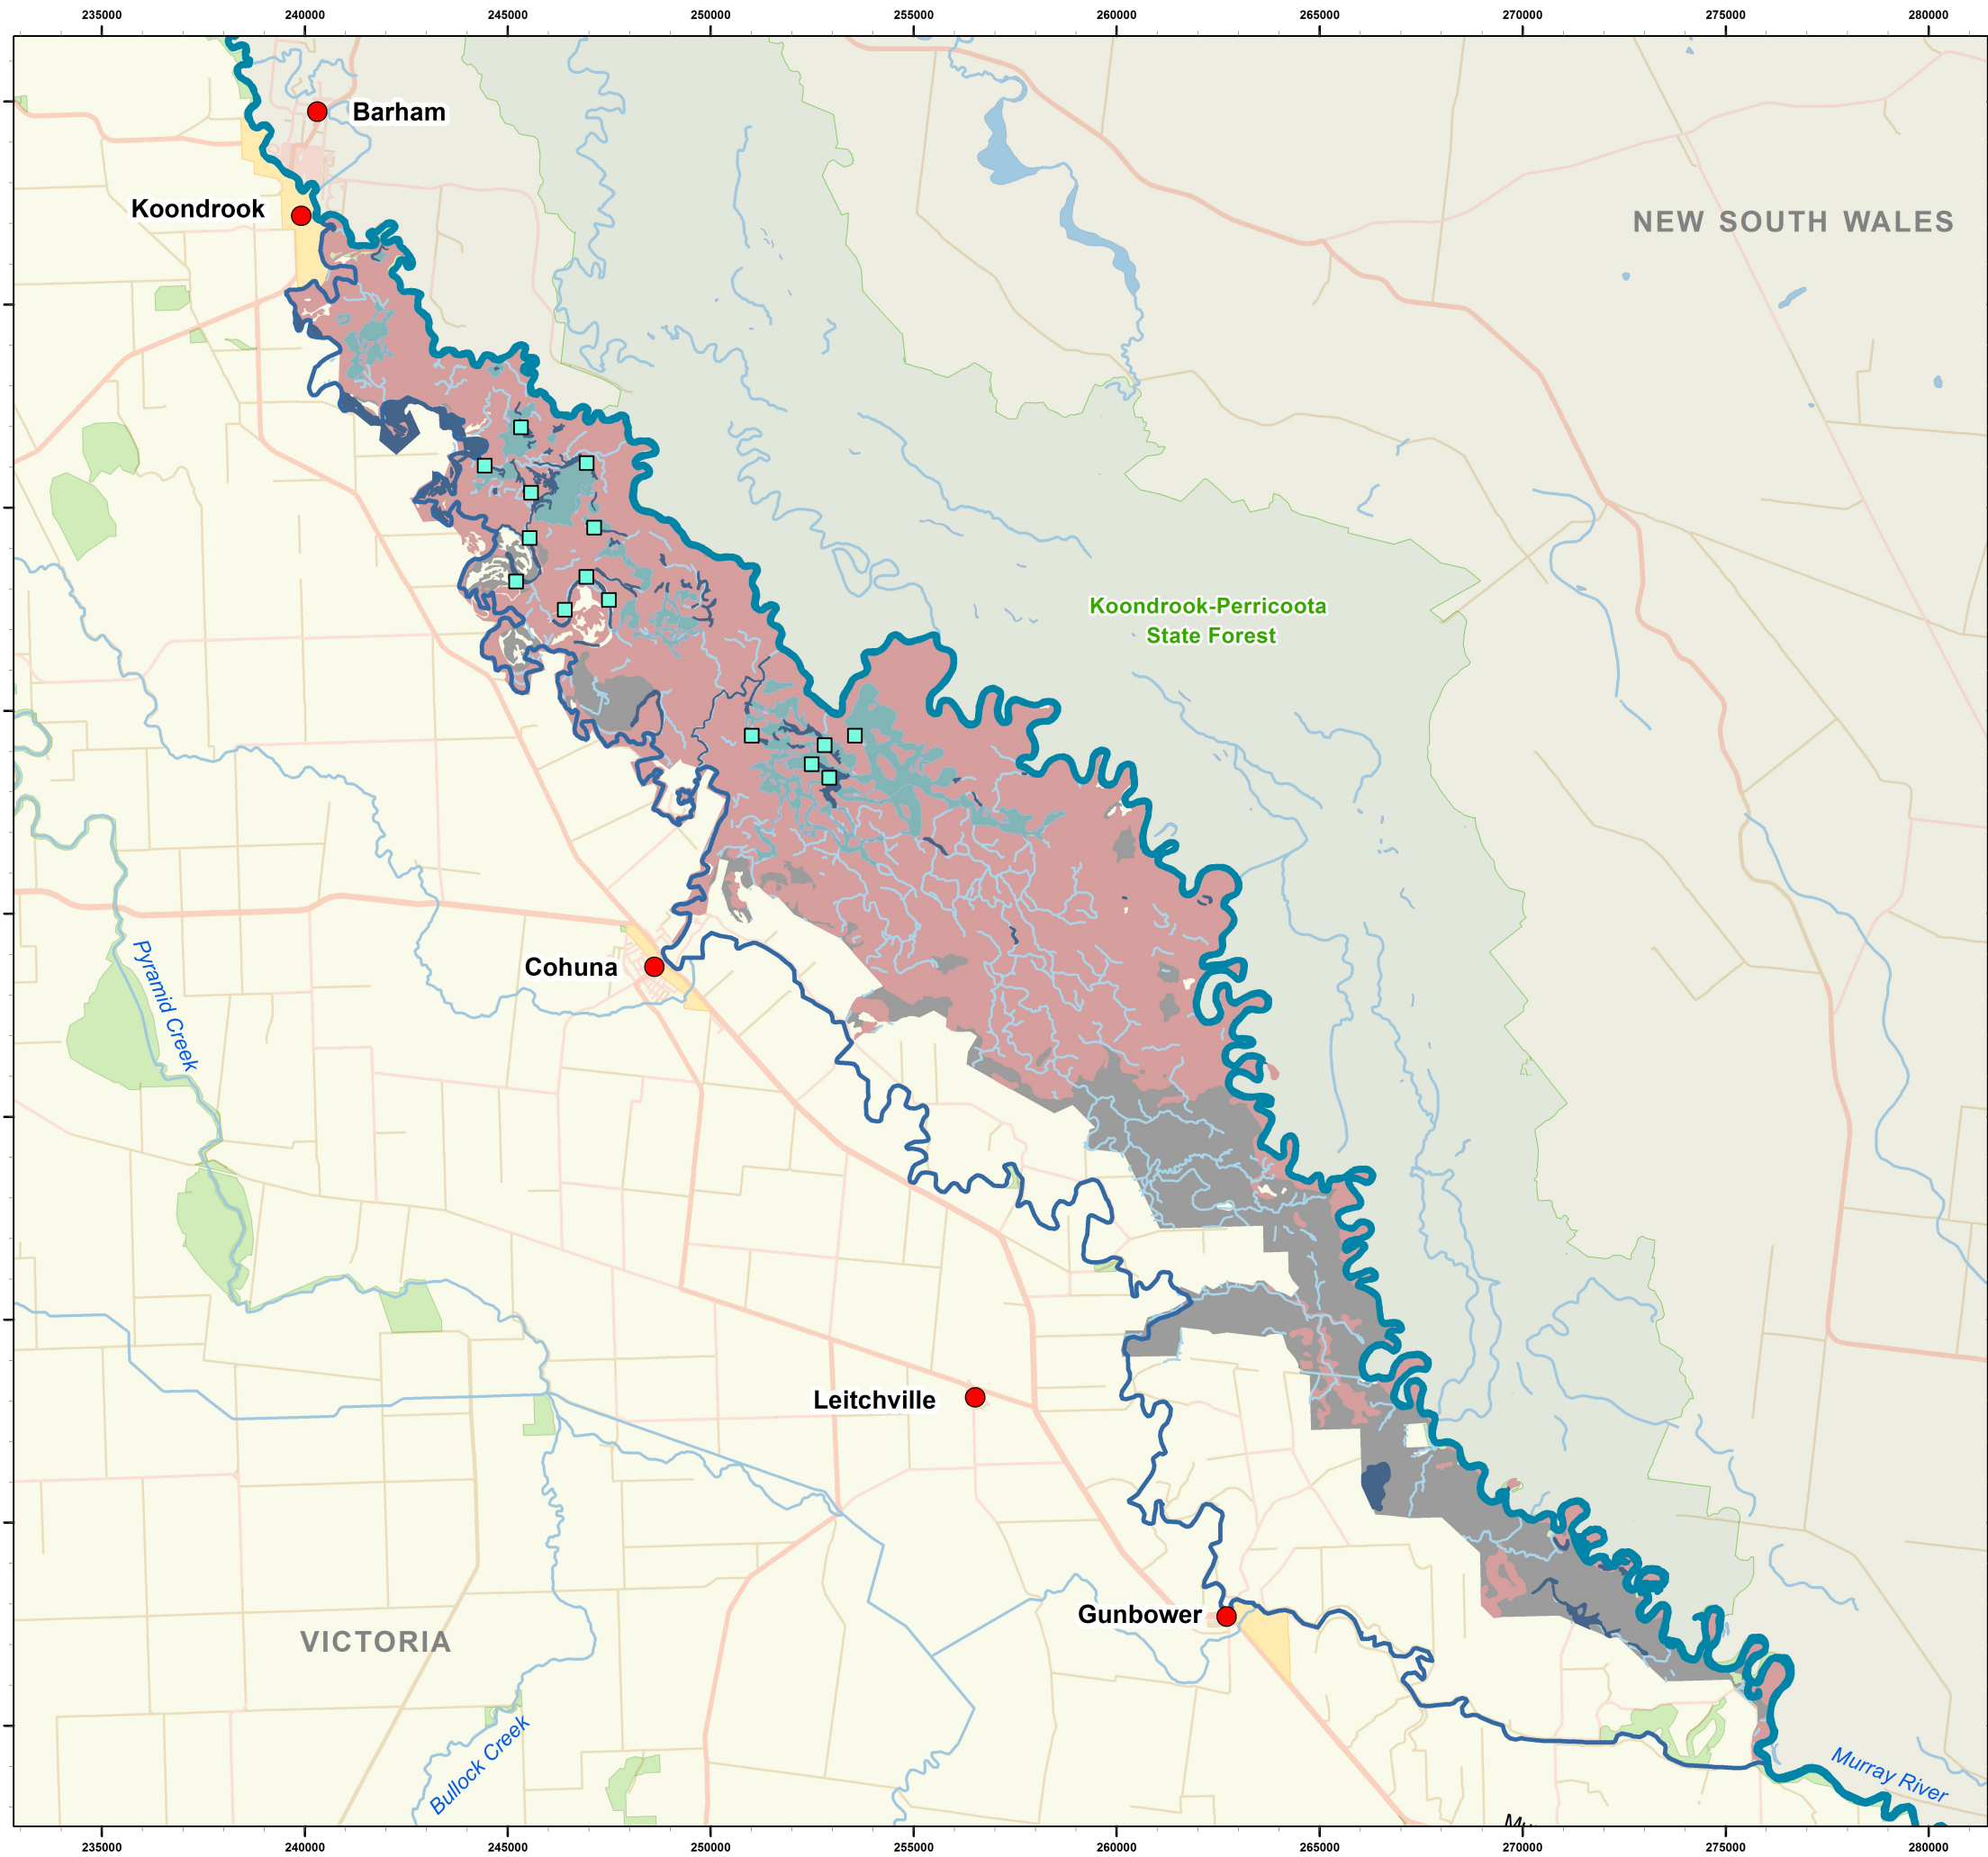 235000 240000 245000 250000 255000 260000 265000 270000 275000 280000
Barham
Koondrook
NEW SOUTH WALES
Koondrook-Perricoota
State Forest
Pyramid Creek
Cohuna
Leitchville
Gunbower
VICTORIA
Bullock Creek
Murray River
235000 240000 245000 250000 255000 260000 265000 270000 275000 280000